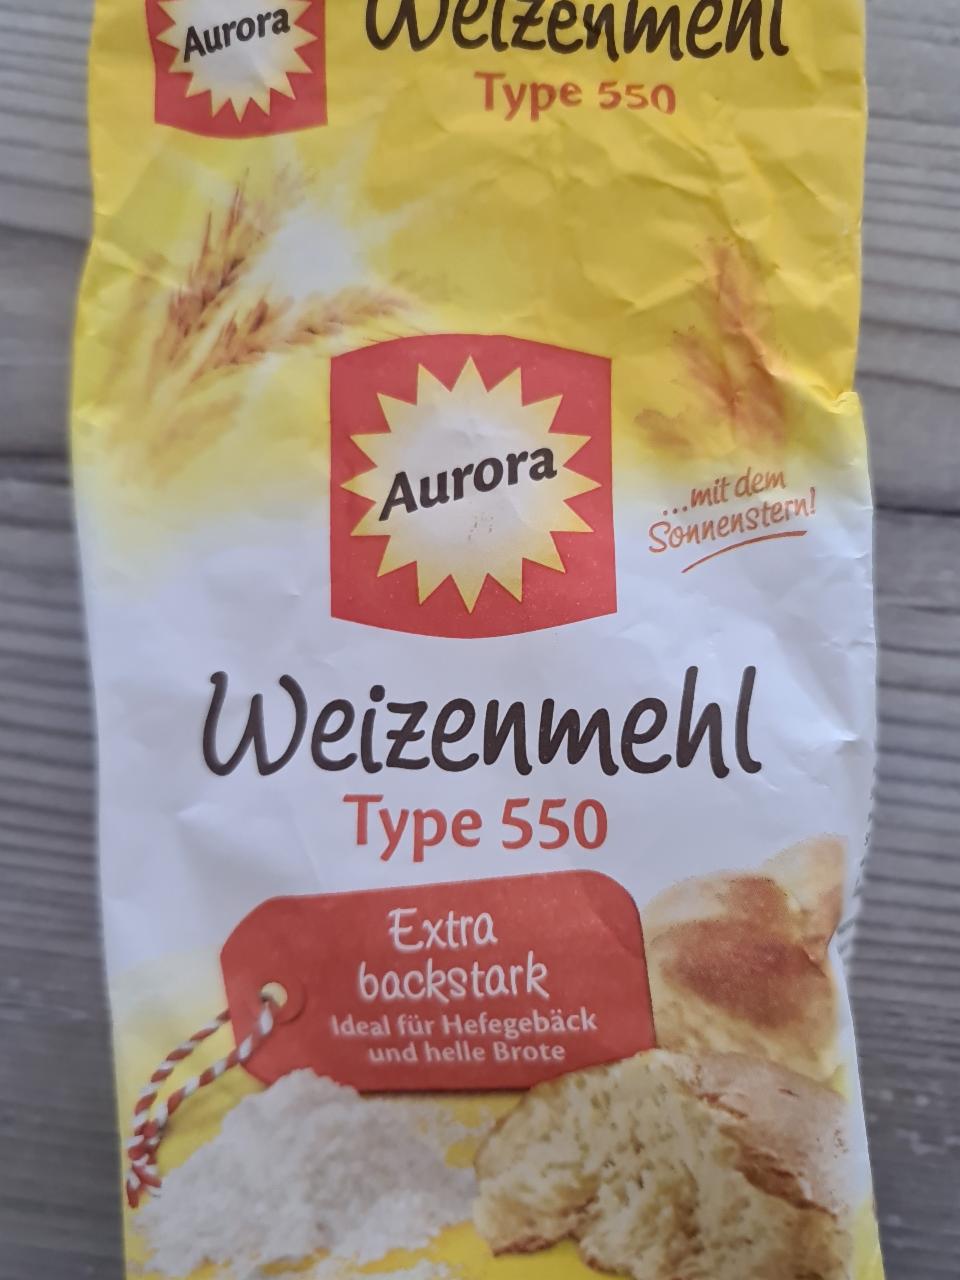 Aurora
Weizenmehl
Type 550
Aurora
...mit dem
Sonnenstern!
Weizenmehl
Type 550
Extra
backstark
Ideal für Hefegebäck
und helle Brote